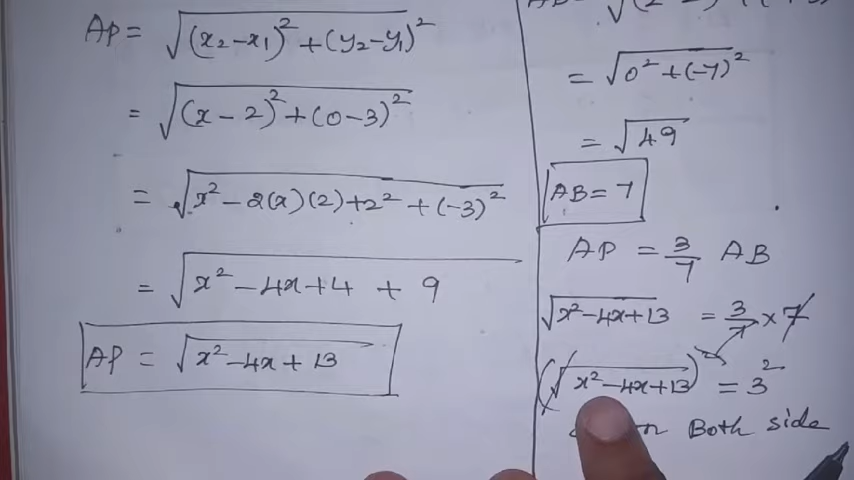 AP = √(x₂-x₁)² + (y₂-y₁)²
= √(x - 2)² + (0-3)²
= √x² - 2(x)(2) + 2² + (-3)²
= √x² - 4x + 4 + 9
AP = √x² - 4x + 13
= √0² + (-7)²
= √49
AB = 7
AP = 3/7 AB
√x² - 4x + 13 = 3/7 × 7
(√x² - 4x + 13)² = 3²
Both side